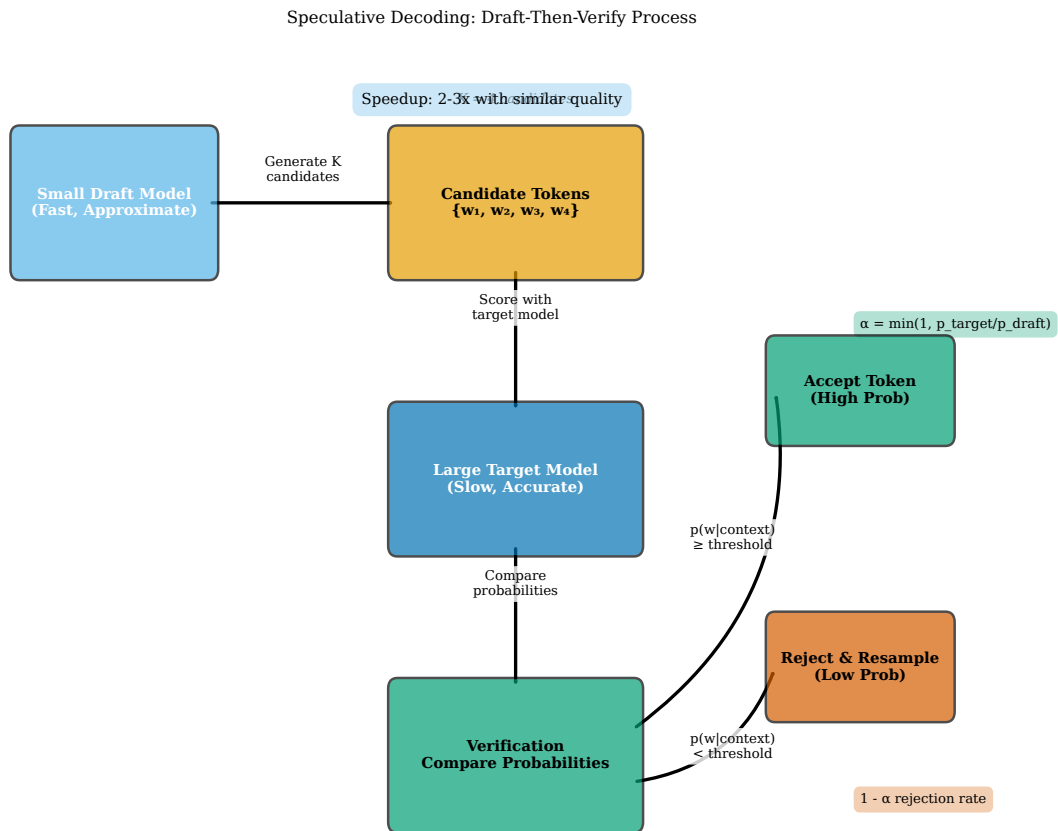 Speculative Decoding: Draft-Then-Verify Process
Speedup: 2-3x with similar quality
Generate K
candidates
Small Draft Model
(Fast, Approximate)
Candidate Tokens
{w₁, w₂, w₃, w₄}
Score with
target model
α = min(1, p_target/p_draft)
Accept Token
(High Prob)
Large Target Model
(Slow, Accurate)
p(w|context)
≥ threshold
Compare
probabilities
Reject & Resample
(Low Prob)
p(w|context)
< threshold
Verification
Compare Probabilities
1 - α rejection rate